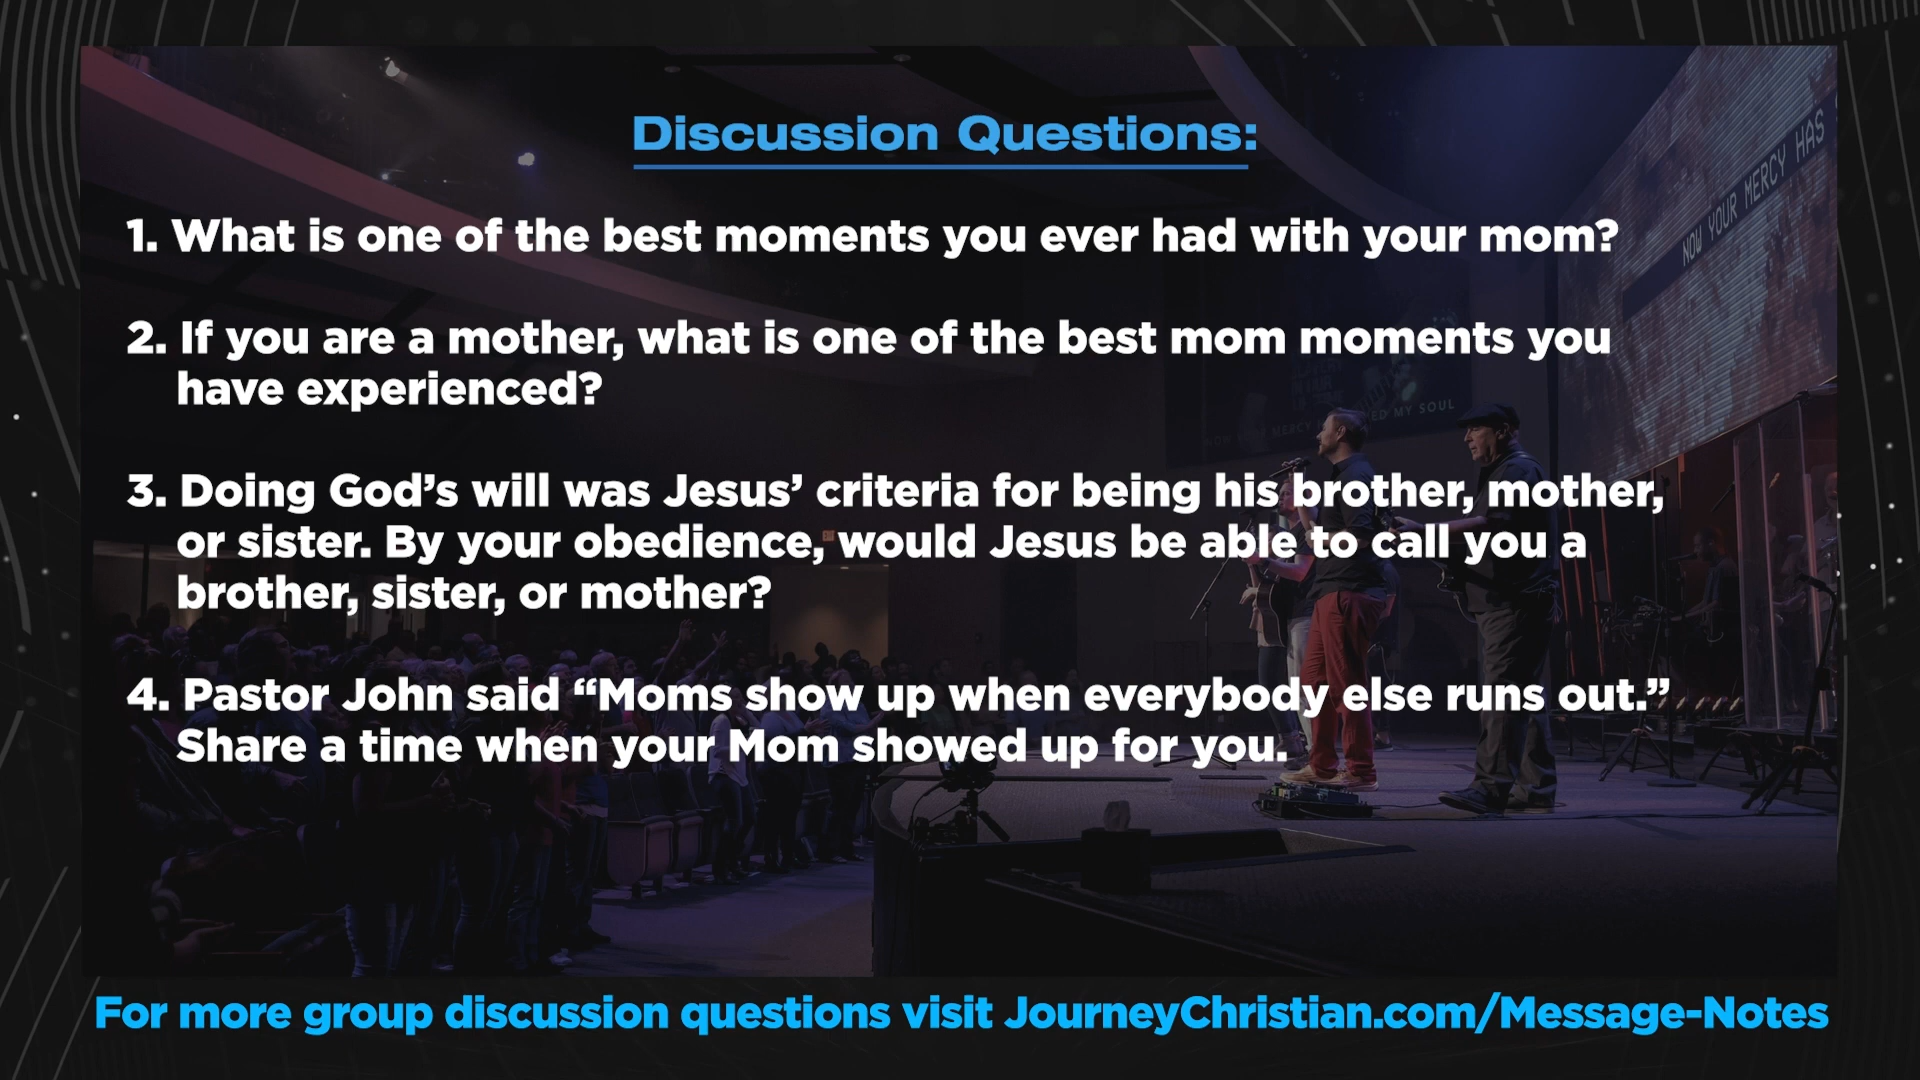 Discussion Questions:
1. What is one of the best moments you ever had with your mom?
2. If you are a mother, what is one of the best mom moments you
have experienced?
3. Doing God’s will was Jesus’ criteria for being his brother, mother,
or sister. By your obedience, would Jesus be able to call you a
brother, sister, or mother?
4. Pastor John said “Moms show up when everybody else runs out.”
Share a time when your Mom showed up for you.
For more group discussion questions visit JourneyChristian.com/Message-Notes
NOW YOUR MERCY HAS
MY SOUL